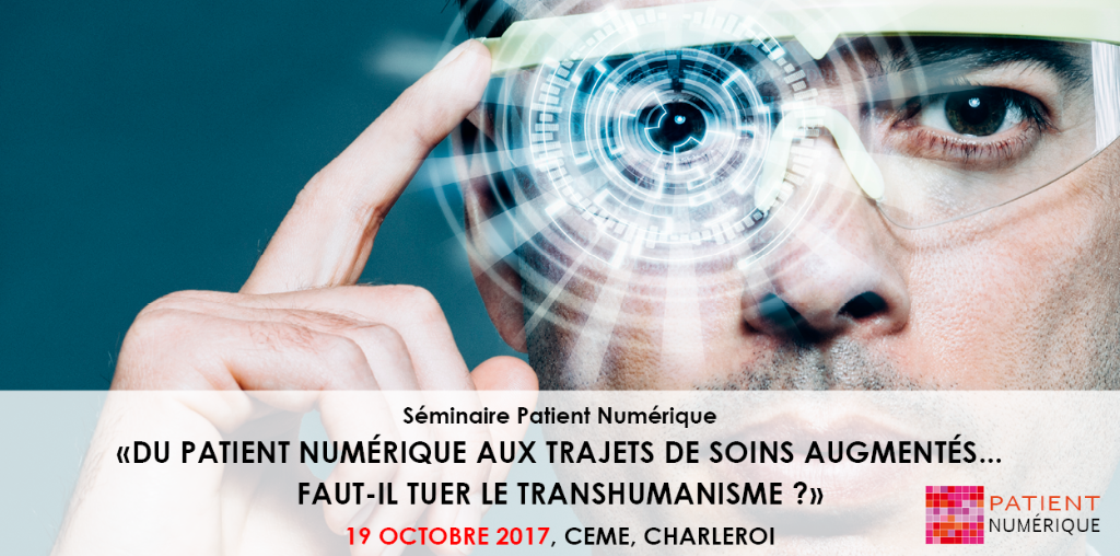 Séminaire Patient Numérique
«DU PATIENT NUMÉRIQUE AUX TRAJETS DE SOINS AUGMENTÉS...
FAUT-IL TUER LE TRANSHUMANISME ?»
19 OCTOBRE 2017, CEME, CHARLEROI
PATIENT
NUMÉRIQUE